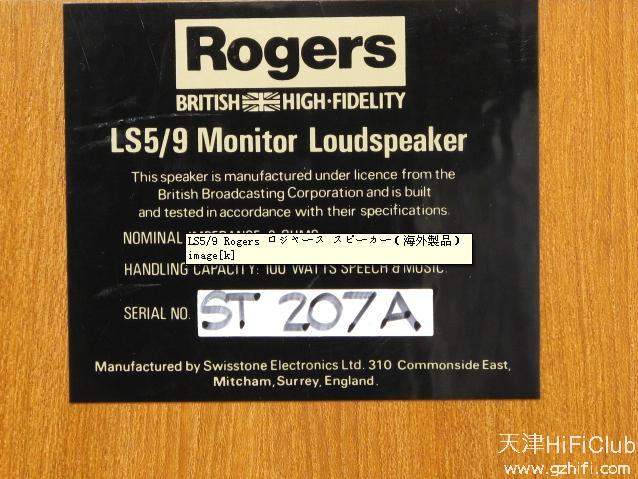 Rogers
BRITISH HIGH·FIDELITY
LS5/9 Monitor Loudspeaker
This speaker is manufactured under licence from the
British Broadcasting Corporation and is built
and tested in accordance with their specifications.
NOMINAL IMPEDANCE 8 OHMS
LS5/9 Rogers ロジャース スピーカー(海外製品)
image[k]
HANDLING CAPACITY: 100 WATTS SPEECH & MUSIC.
SERIAL NO. ST 207A
Manufactured by Swisstone Electronics Ltd. 310 Commonside East,
Mitcham, Surrey, England.
天津HiFiClub
www.gzhifi.com